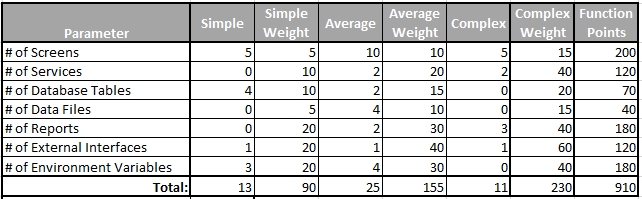 Parameter Simple Simple Weight Average Average Weight Complex Complex Weight Function Points
# of Screens 5 5 10 10 5 15 200
# of Services 0 10 2 20 2 40 120
# of Database Tables 4 10 2 15 0 20 70
# of Data Files 0 5 4 10 0 15 40
# of Reports 0 20 2 30 3 40 180
# of External Interfaces 1 20 1 40 1 60 120
# of Environment Variables 3 20 4 30 0 40 180
Total: 13 90 25 155 11 230 910